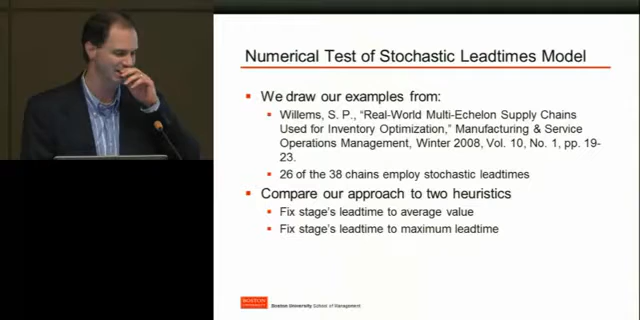 Numerical Test of Stochastic Leadtimes Model
We draw our examples from:
Willems, S. P., "Real-World Multi-Echelon Supply Chains
Used for Inventory Optimization," Manufacturing & Service
Operations Management, Winter 2008, Vol. 10, No. 1, pp. 19-
23.
26 of the 38 chains employ stochastic leadtimes
Compare our approach to two heuristics
Fix stage's leadtime to average value
Fix stage's leadtime to maximum leadtime
BOSTON
Boston University School of Management